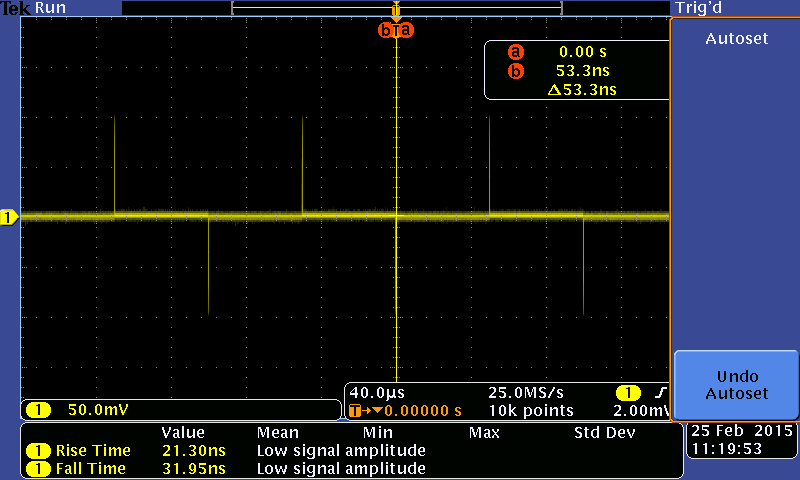 Tek Run Trig'd
T
b T a
Autoset
a 0.00 s
b 53.3ns
Δ53.3ns
1
40.0µs 25.0MS/s 1
1 50.0mV
T→▼0.00000 s 10k points 2.00mV
Undo
Autoset
Value Mean Min Max Std Dev
1 Rise Time 21.30ns Low signal amplitude
1 Fall Time 31.95ns Low signal amplitude
25 Feb 2015
11:19:53